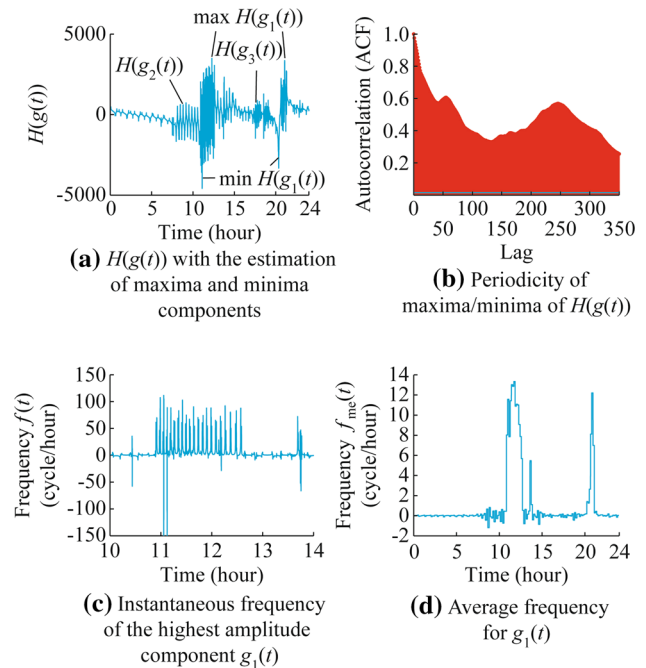 5000
0
-5000
H(g(t))
max H(g₁(t))
H(g₃(t))
H(g₂(t))
min H(g₁(t))
0 5 10 15 20 24
Time (hour)
(a) H(g(t)) with the estimation
of maxima and minima
components
1.0
0.8
0.6
0.4
0.2
Autocorrelation (ACF)
0 100 200 300
50 150 250 350
Lag
(b) Periodicity of
maxima/minima of H(g(t))
150
100
50
0
-50
-100
-150
Frequency f(t)
(cycle/hour)
10 11 12 13 14
Time (hour)
(c) Instantaneous frequency
of the highest amplitude
component g₁(t)
14
12
10
8
6
4
2
0
-2
Frequency fₘₑ(t)
(cycle/hour)
0 5 10 15 20 24
Time (hour)
(d) Average frequency
for g₁(t)